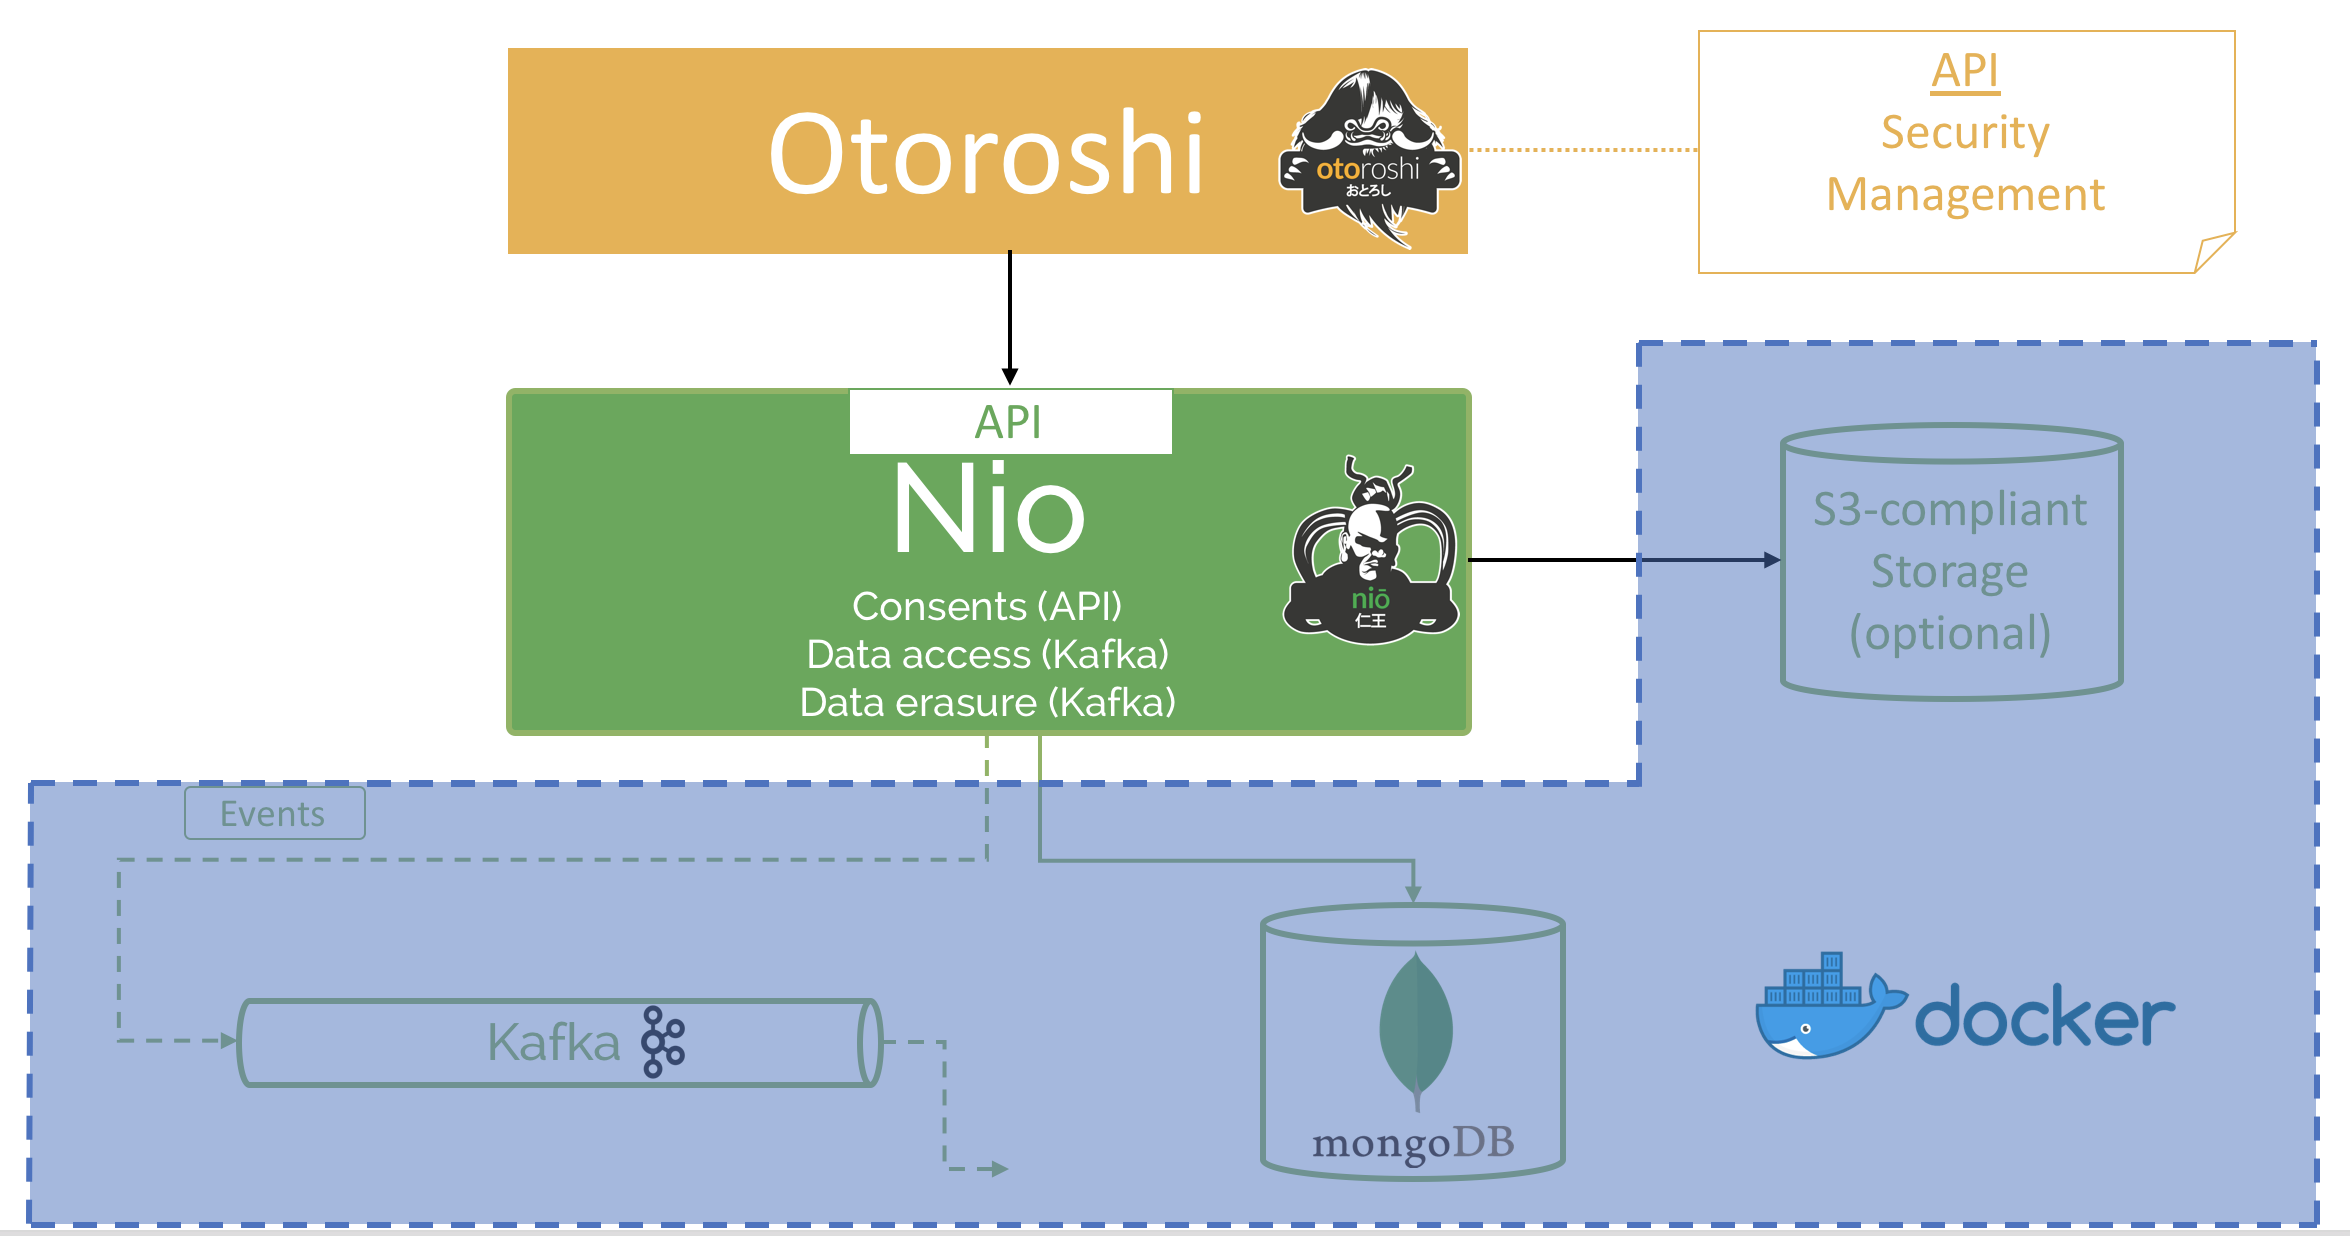 Otoroshi
otoroshi
おとろし
API
Security
Management
API
Nio
Consents (API)
Data access (Kafka)
Data erasure (Kafka)
niō
仁王
S3-compliant
Storage
(optional)
Events
Kafka
mongoDB
docker